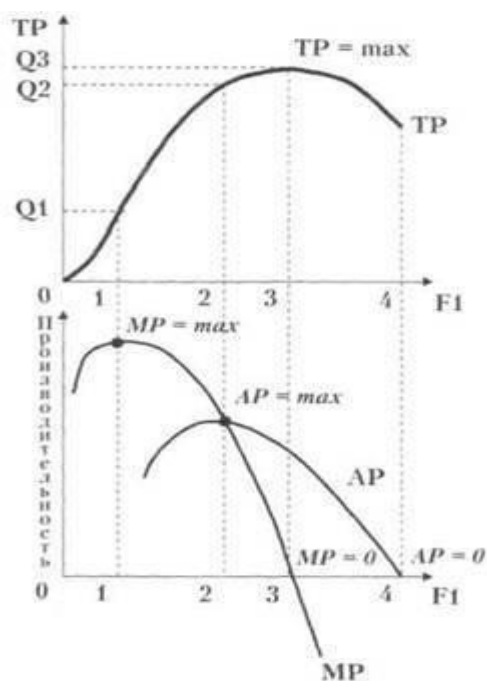 TP
Q3
TP = max
Q2
TP
Q1
0 1 2 3 4 F1
Производительность
MP = max
AP = max
AP
MP = 0
AP = 0
0 1 2 3 4 F1
MP